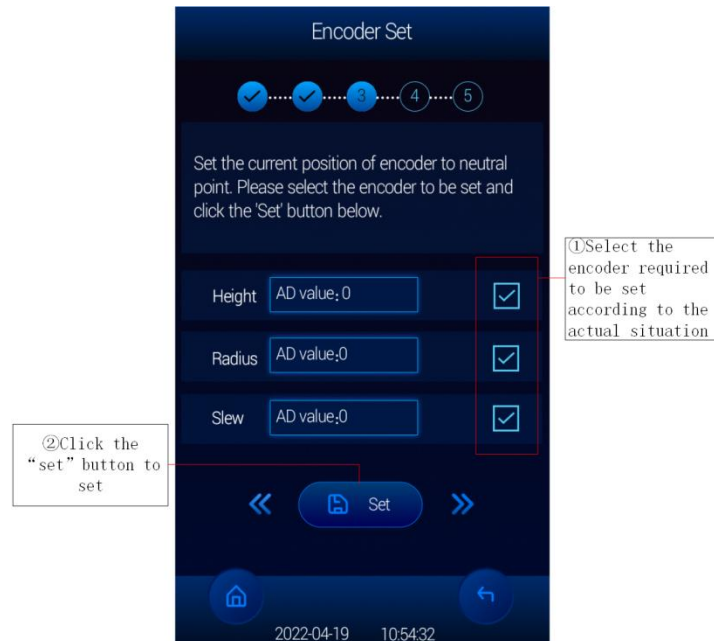 Encoder Set
3 4 5
Set the current position of encoder to neutral
point. Please select the encoder to be set and
click the 'Set' button below.
①Select the
encoder required
to be set
according to the
actual situation
Height AD value: 0
Radius AD value:0
Slew AD value:0
②Click the
“set” button to
set
Set
2022-04-19 10:54:32